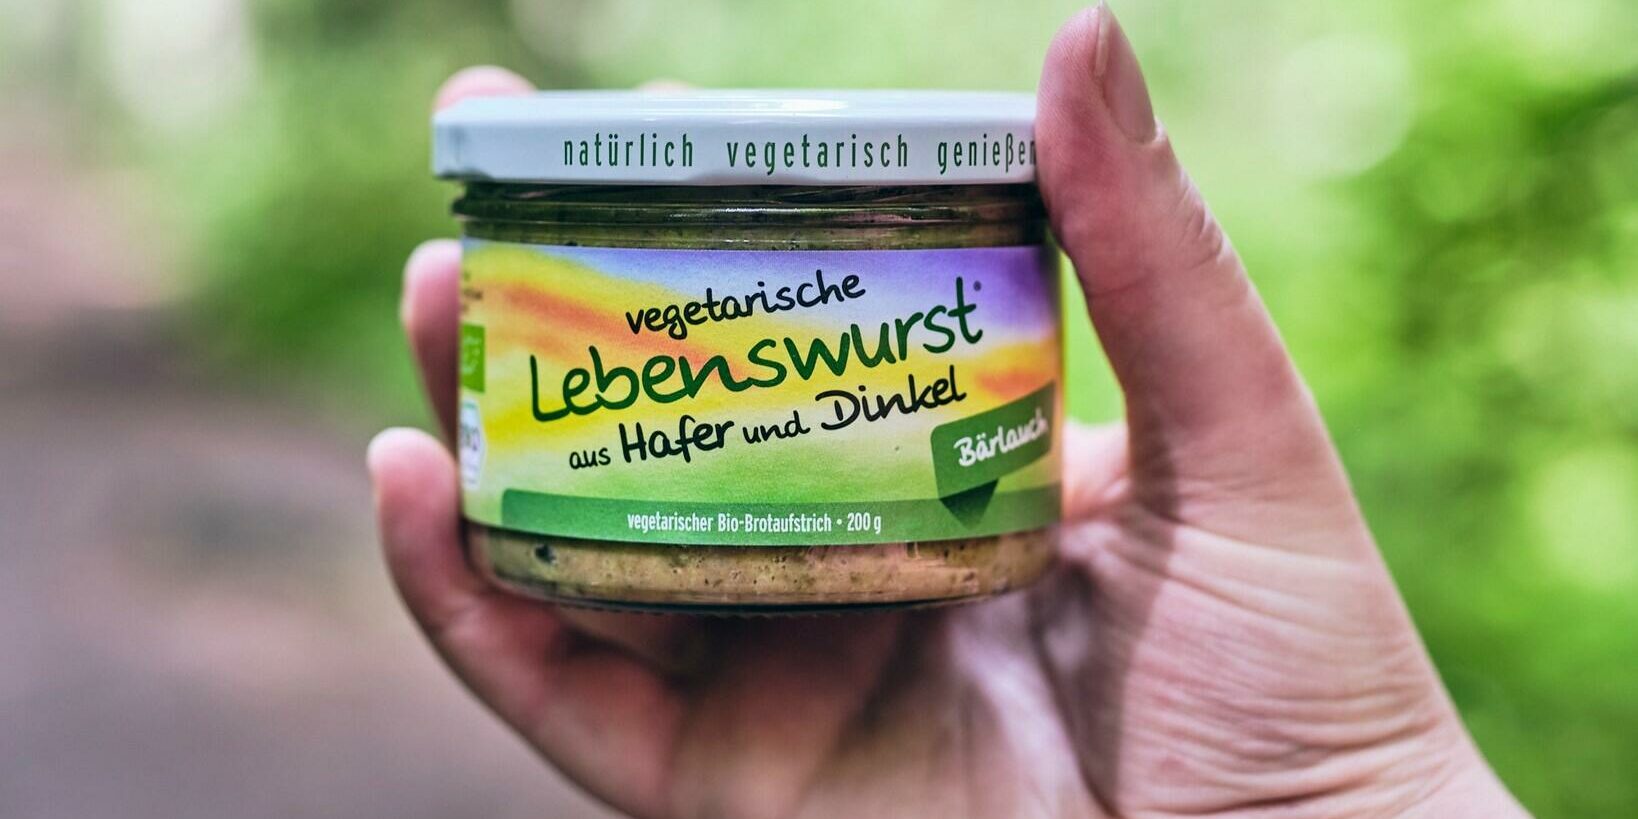 natürlich vegetarisch genießen
vegetarische
Lebenswurst®
aus Hafer und Dinkel
Bärlauch
vegetarischer Bio-Brotaufstrich • 200 g